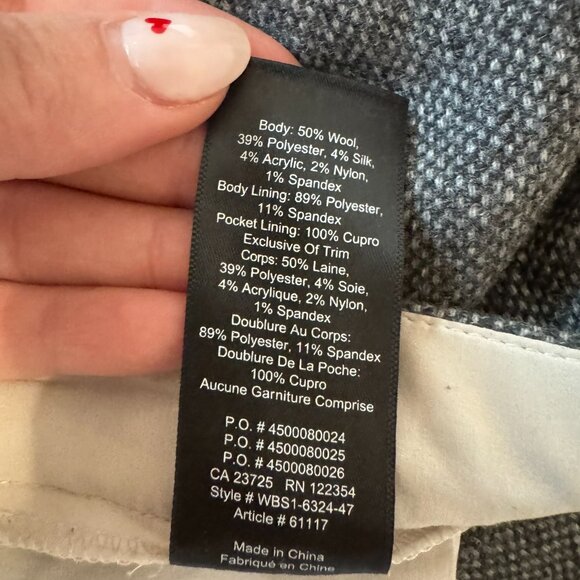 Body: 50% Wool,
39% Polyester, 4% Silk,
4% Acrylic, 2% Nylon,
1% Spandex
Body Lining: 89% Polyester,
11% Spandex
Pocket Lining: 100% Cupro
Exclusive Of Trim
Corps: 50% Laine,
39% Polyester, 4% Soie,
4% Acrylique, 2% Nylon,
1% Spandex
Doublure Au Corps:
89% Polyester, 11% Spandex
Doublure De La Poche:
100% Cupro
Aucune Garniture Comprise
P.O. # 4500080024
P.O. # 4500080025
P.O. # 4500080026
CA 23725 RN 122354
Style # WBS1-6324-47
Article # 61117
Made in China
Fabriqué en Chine